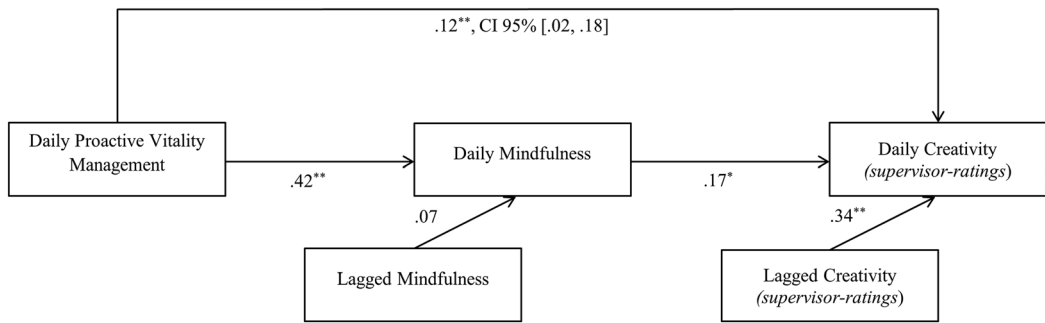 .12**, CI 95% [.02, .18]
Daily Proactive Vitality
Management
Daily Mindfulness
Daily Creativity
(supervisor-ratings)
.42**
.17*
.07
.34**
Lagged Mindfulness
Lagged Creativity
(supervisor-ratings)